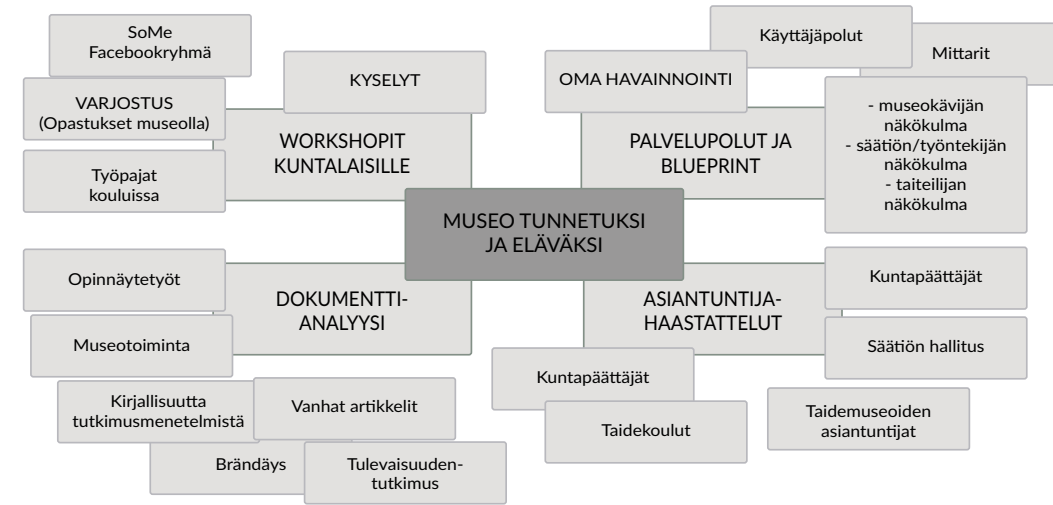 SoMe
Facebookryhmä
KYSELYT
VARJOSTUS
(Opastukset museolla)
WORKSHOPIT
KUNTALAISILLE
Työpajat
kouluissa
Käyttäjäpolut
Mittarit
OMA HAVAINNOINTI
PALVELUPOLUT JA
BLUEPRINT
- museokävijän
näkökulma
- säätiön/työntekijän
näkökulma
- taiteilijan
näkökulma
MUSEO TUNNETUKSI
JA ELÄVÄKSI
Opinnäytetyöt
DOKUMENTTI-
ANALYYSI
Museotoiminta
Kirjallisuutta
tutkimusmenetelmistä
Vanhat artikkelit
Brändäys
Tulevaisuuden-
tutkimus
ASIANTUNTIJA-
HAASTATTELUT
Kuntapäättäjät
Säätiön hallitus
Kuntapäättäjät
Taidekoulut
Taidemuseoiden
asiantuntijat